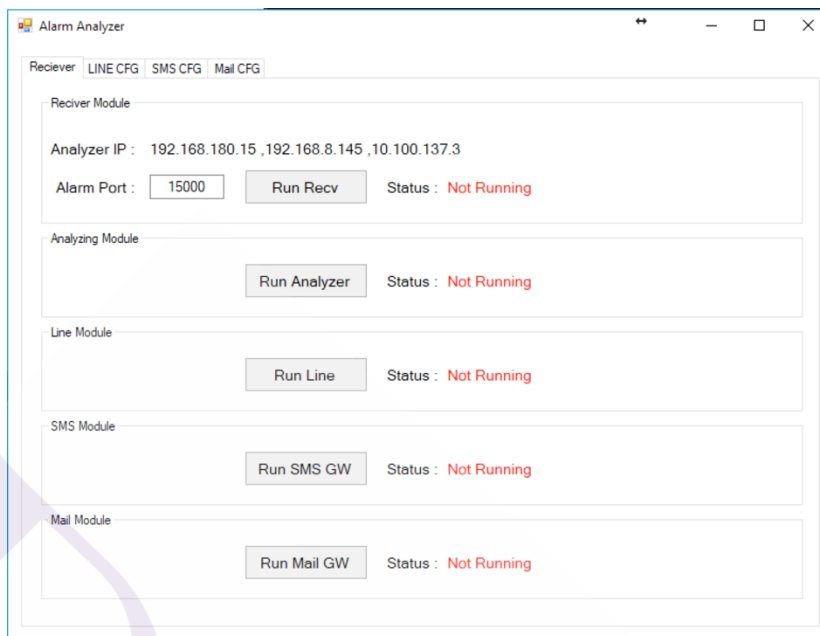 Alarm Analyzer
Reciever LINE CFG SMS CFG Mail CFG
Reciver Module
Analyzer IP : 192.168.180.15 ,192.168.8.145 ,10.100.137.3
Alarm Port : 15000 Run Recv Status : Not Running
Analyzing Module
Run Analyzer Status : Not Running
Line Module
Run Line Status : Not Running
SMS Module
Run SMS GW Status : Not Running
Mail Module
Run Mail GW Status : Not Running